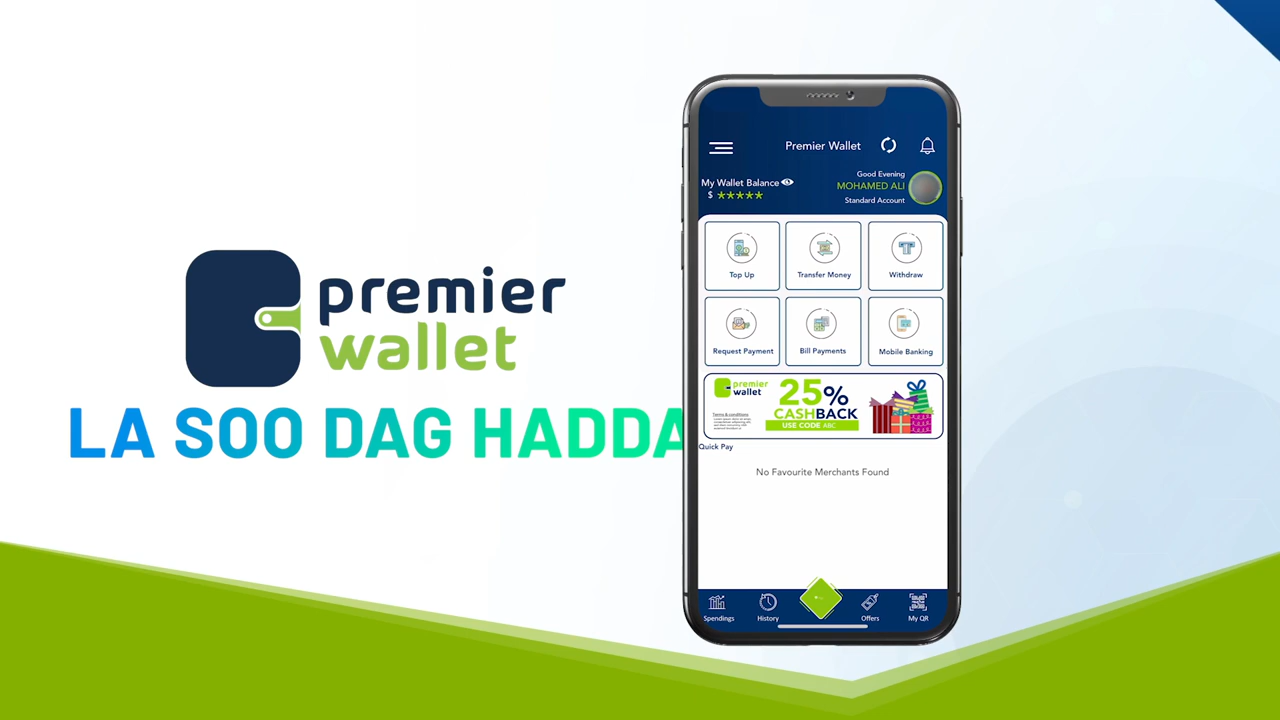 premier
wallet
LA SOO DAG HADDA
Premier Wallet
My Wallet Balance
$ *****
Good Evening
MOHAMED ALI
Standard Account
Top Up
Transfer Money
Withdraw
Request Payment
Bill Payments
Mobile Banking
premier
wallet
Terms & conditions
25%
CASHBACK
USE CODE ABC
Quick Pay
No Favourite Merchants Found
Spendings
History
Offers
My QR